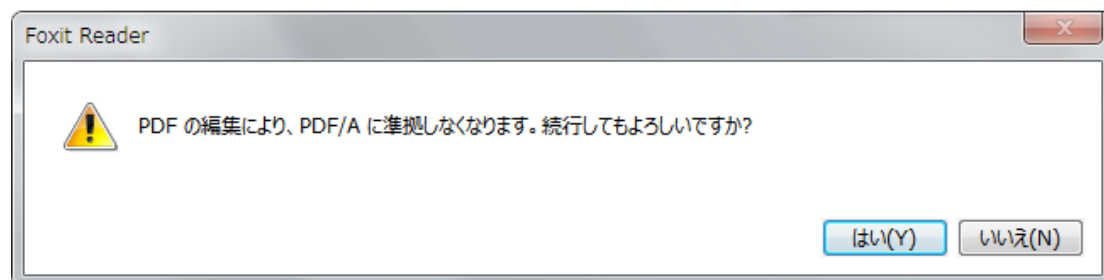 Foxit Reader
PDF の編集により、PDF/A に準拠しなくなります。続行してもよろしいですか?
はい(Y) いいえ(N)